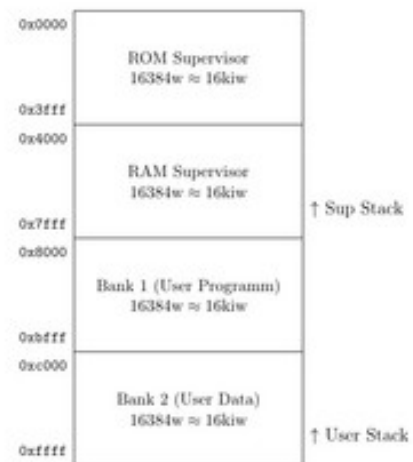 0x0000
ROM Supervisor
16384w ≈ 16kiw
0x3fff
0x4000
RAM Supervisor
16384w ≈ 16kiw
↑ Sup Stack
0x7fff
0x8000
Bank 1 (User Programm)
16384w ≈ 16kiw
0xbfff
0xc000
Bank 2 (User Data)
16384w ≈ 16kiw
↑ User Stack
0xffff